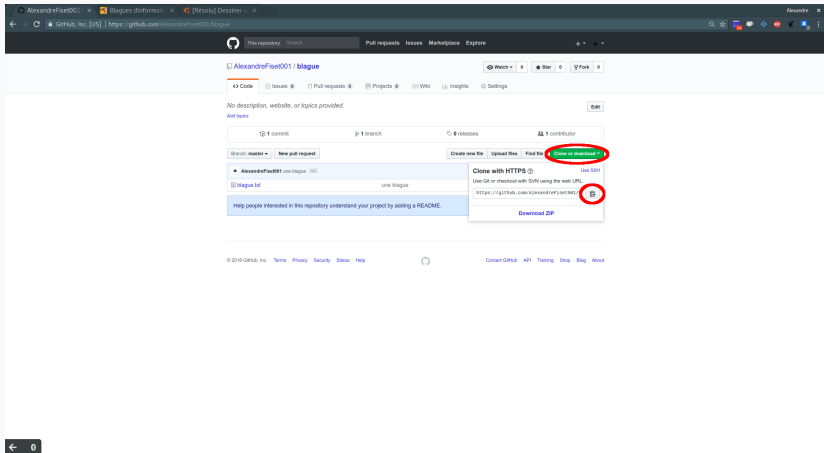 AlexandreFiset001 × Blagues d'informati × [Résolu] Dessiner × Alexandre ×
GitHub, Inc. [US] | https://github.com/AlexandreFiset001/blague
This repository Search Pull requests Issues Marketplace Explore
AlexandreFiset001 / blague Watch 0 Star 0 Fork 0
Code Issues 0 Pull requests 0 Projects 0 Wiki Insights Settings
No description, website, or topics provided. Edit
Add topics
1 commit 1 branch 0 releases 1 contributor
Branch: master New pull request Create new file Upload files Find file Clone or download
AlexandreFiset001 une blague
Clone with HTTPS Use SSH
Use Git or checkout with SVN using the web URL.
blague.txt une blague
https://github.com/AlexandreFiset001/
Help people interested in this repository understand your project by adding a README.
Download ZIP
© 2018 GitHub, Inc. Terms Privacy Security Status Help Contact GitHub API Training Shop Blog About
0